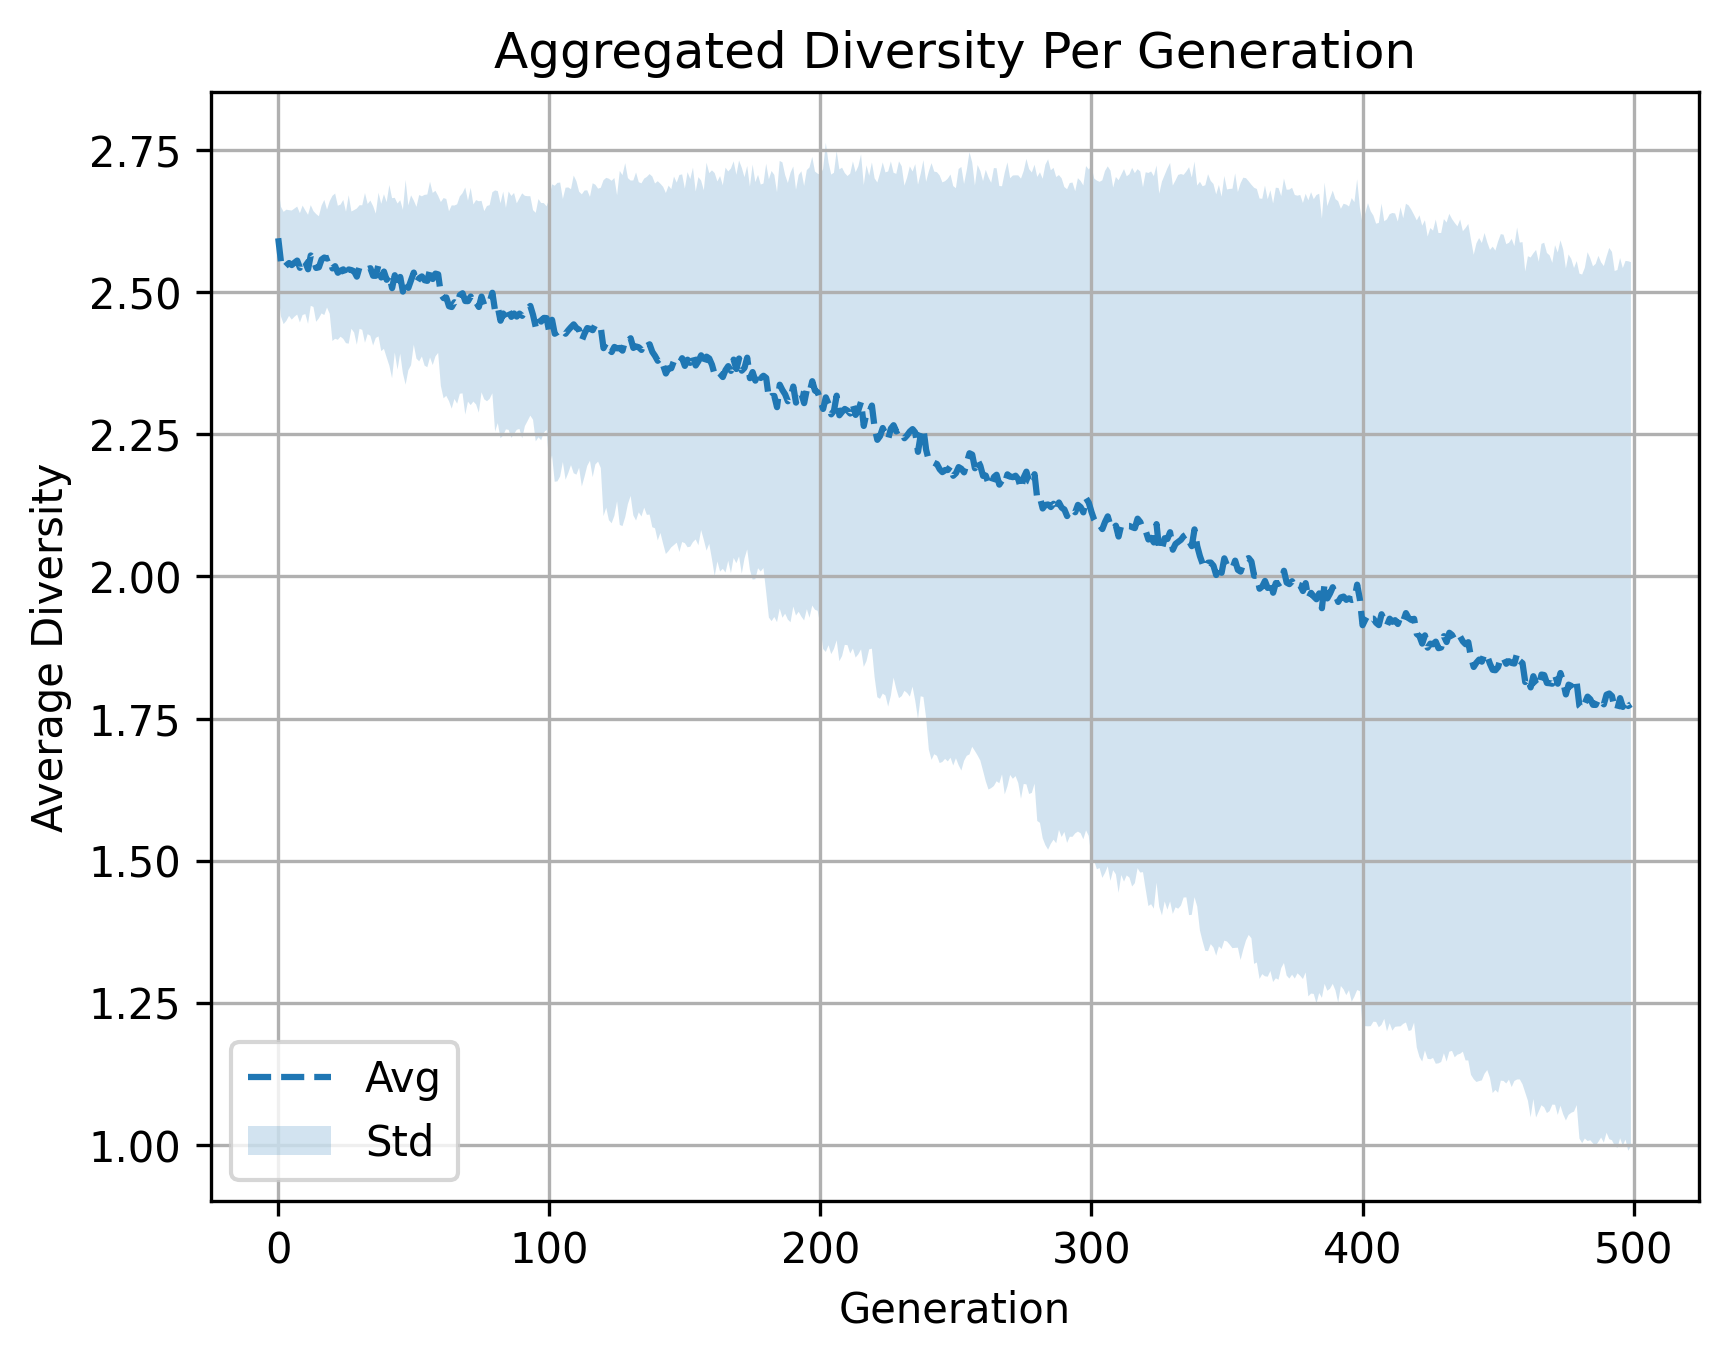 Aggregated Diversity Per Generation
Average Diversity
2.75
2.50
2.25
2.00
1.75
1.50
1.25
1.00
Avg
Std
0 100 200 300 400 500
Generation